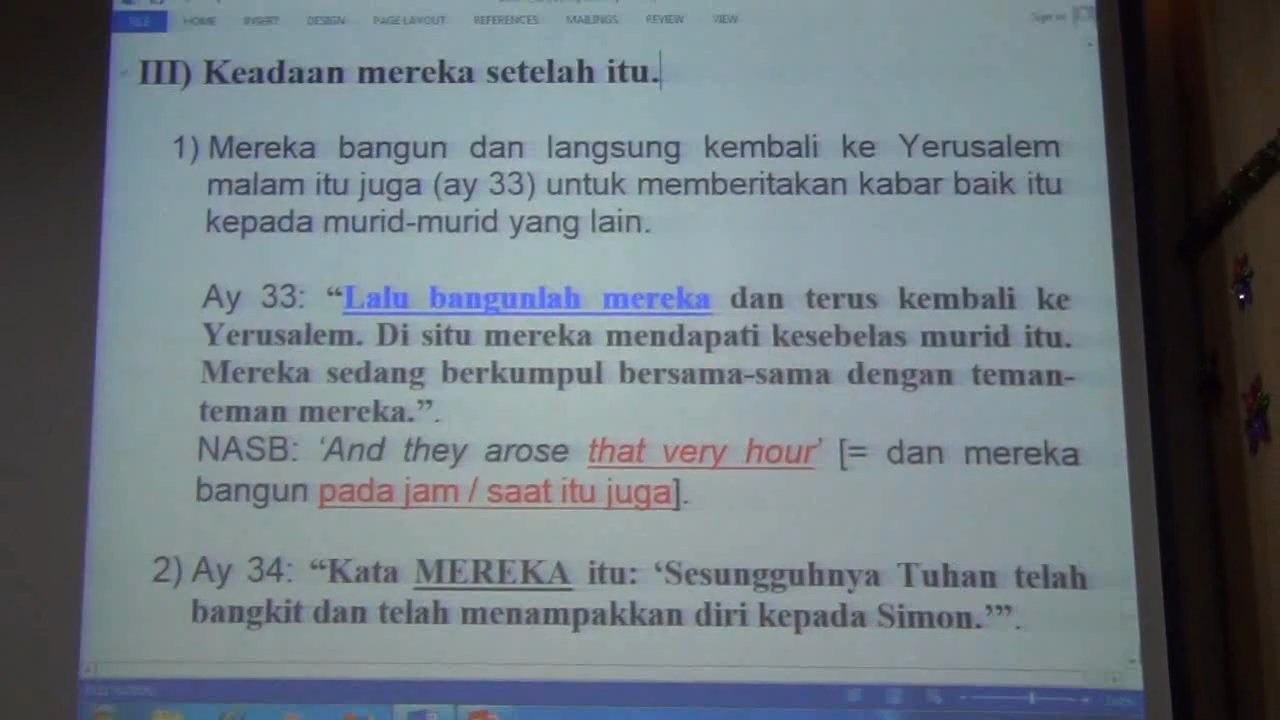 FILE HOME INSERT DESIGN PAGE LAYOUT REFERENCES MAILINGS REVIEW VIEW Sign in
III) Keadaan mereka setelah itu.
1) Mereka bangun dan langsung kembali ke Yerusalem
malam itu juga (ay 33) untuk memberitakan kabar baik itu
kepada murid-murid yang lain.
Ay 33: “Lalu bangunlah mereka dan terus kembali ke
Yerusalem. Di situ mereka mendapati kesebelas murid itu.
Mereka sedang berkumpul bersama-sama dengan teman-
teman mereka.”.
NASB: ‘And they arose that very hour’ [= dan mereka
bangun pada jam / saat itu juga].
2) Ay 34: “Kata MEREKA itu: ‘Sesungguhnya Tuhan telah
bangkit dan telah menampakkan diri kepada Simon.’”.